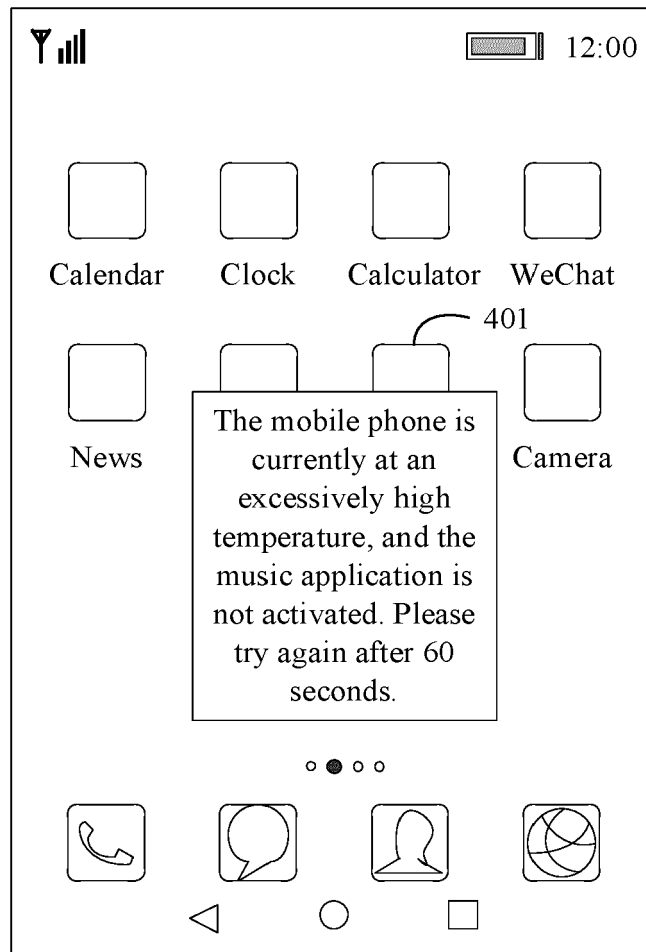 12:00
Calendar Clock Calculator WeChat
401
News Camera
The mobile phone is
currently at an
excessively high
temperature, and the
music application is
not activated. Please
try again after 60
seconds.